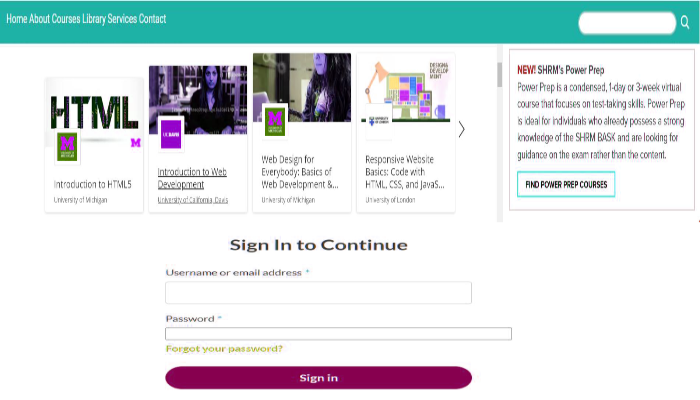 Home About Courses Library Services Contact
HTML
Introduction to HTML5
University of Michigan
UC DAVIS
Introduction to Web
Development
University of California, Davis
Web Design for
Everybody: Basics of
Web Development &...
University of Michigan
DESIGN&
DEVELOP
MENT
Responsive Website
Basics: Code with
HTML, CSS, and JavaS...
University of London
NEW! SHRM's Power Prep
Power Prep is a condensed, 1-day or 3-week virtual
course that focuses on test-taking skills. Power Prep
is ideal for individuals who already possess a strong
knowledge of the SHRM BASK and are looking for
guidance on the exam rather than the content.
FIND POWER PREP COURSES
Sign In to Continue
Username or email address *
Password *
Forgot your password?
Sign in